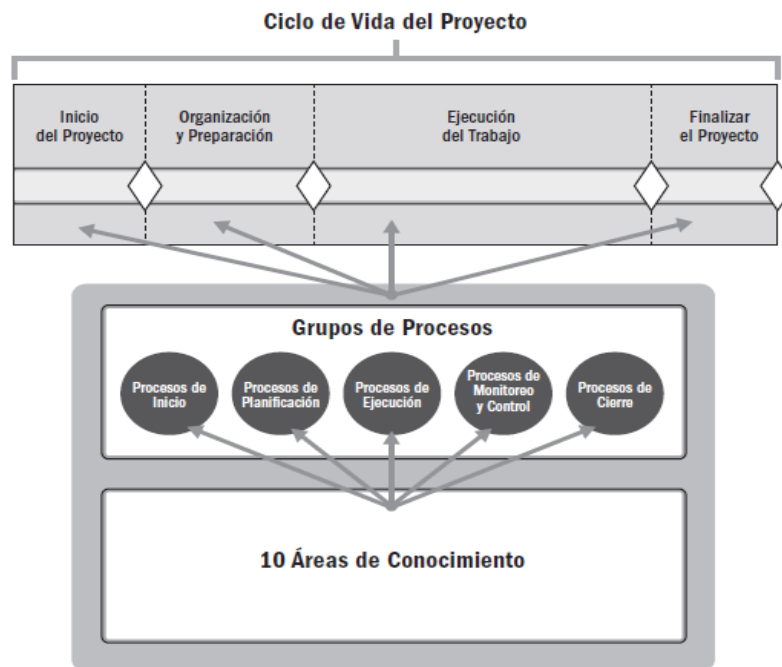 Ciclo de Vida del Proyecto
Inicio
del Proyecto
Organización
y Preparación
Ejecución
del Trabajo
Finalizar
el Proyecto
Grupos de Procesos
Procesos de
Inicio
Procesos de
Planificación
Procesos de
Ejecución
Procesos de
Monitoreo
y Control
Procesos de
Cierre
10 Áreas de Conocimiento